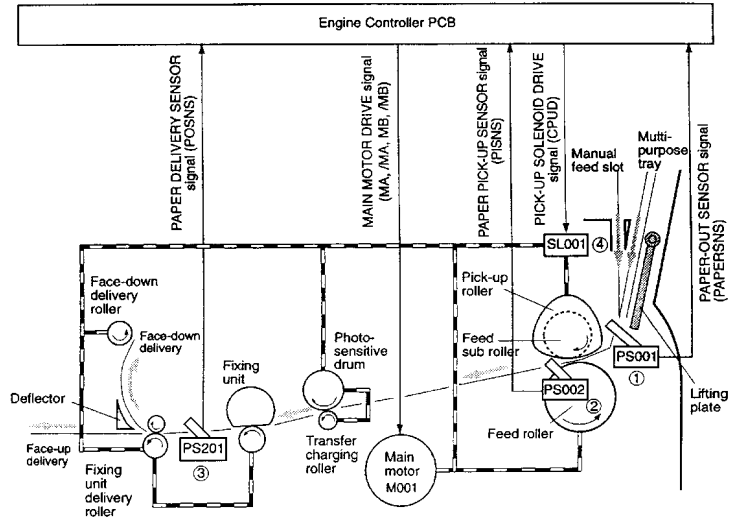 Engine Controller PCB
PAPER DELIVERY SENSOR
signal (POSNS)
MAIN MOTOR DRIVE signal
(MA, /MA, MB, /MB)
PAPER PICK-UP SENSOR signal
(PISNS)
PICK-UP SOLENOID DRIVE
signal (CPUD)
PAPER-OUT SENSOR signal
(PAPERSNS)
Manual
feed slot
Multi-
purpose
tray
SL001
④
Pick-up
roller
Feed
sub roller
PS001
①
PS002
②
Feed roller
Lifting
plate
Face-down
delivery
roller
Face-down
delivery
Fixing
unit
Photo-
sensitive
drum
Deflector
Face-up
delivery
Fixing
unit delivery
roller
PS201
③
Transfer
charging
roller
Main
motor
M001